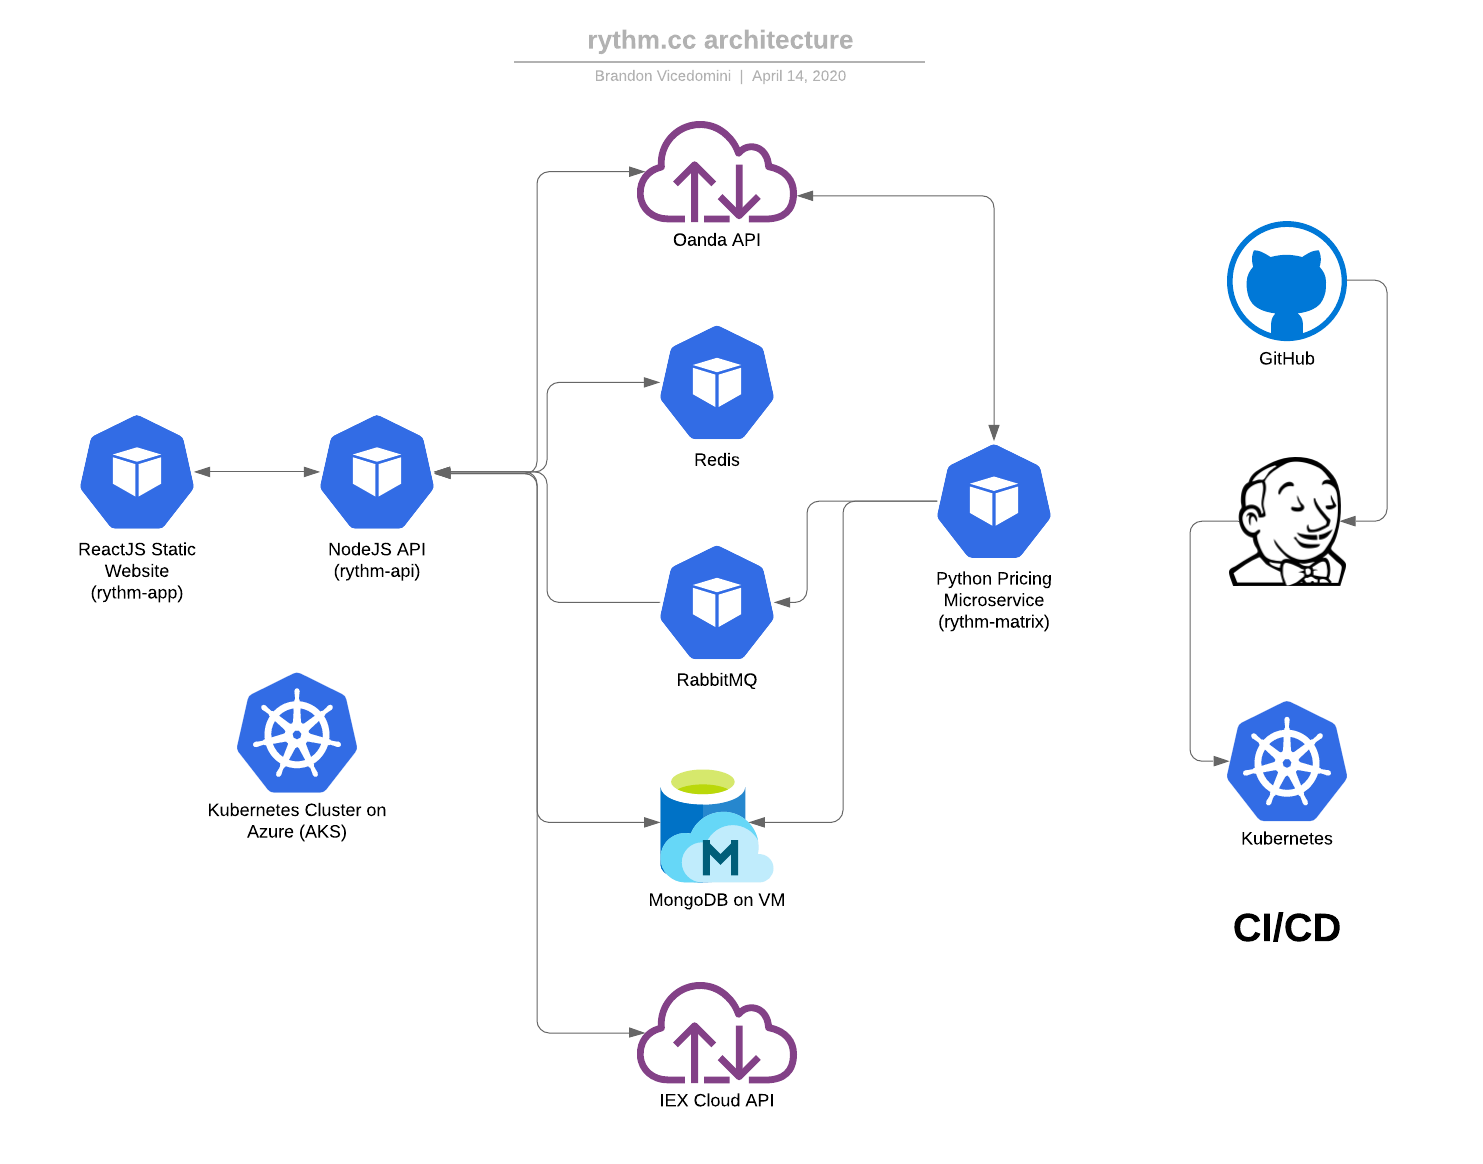 rythm.cc architecture
Brandon Vicedomini | April 14, 2020
Oanda API
GitHub
Redis
ReactJS Static
Website
(rythm-app)
NodeJS API
(rythm-api)
Python Pricing
Microservice
(rythm-matrix)
RabbitMQ
Kubernetes Cluster on
Azure (AKS)
Kubernetes
M
MongoDB on VM
CI/CD
IEX Cloud API